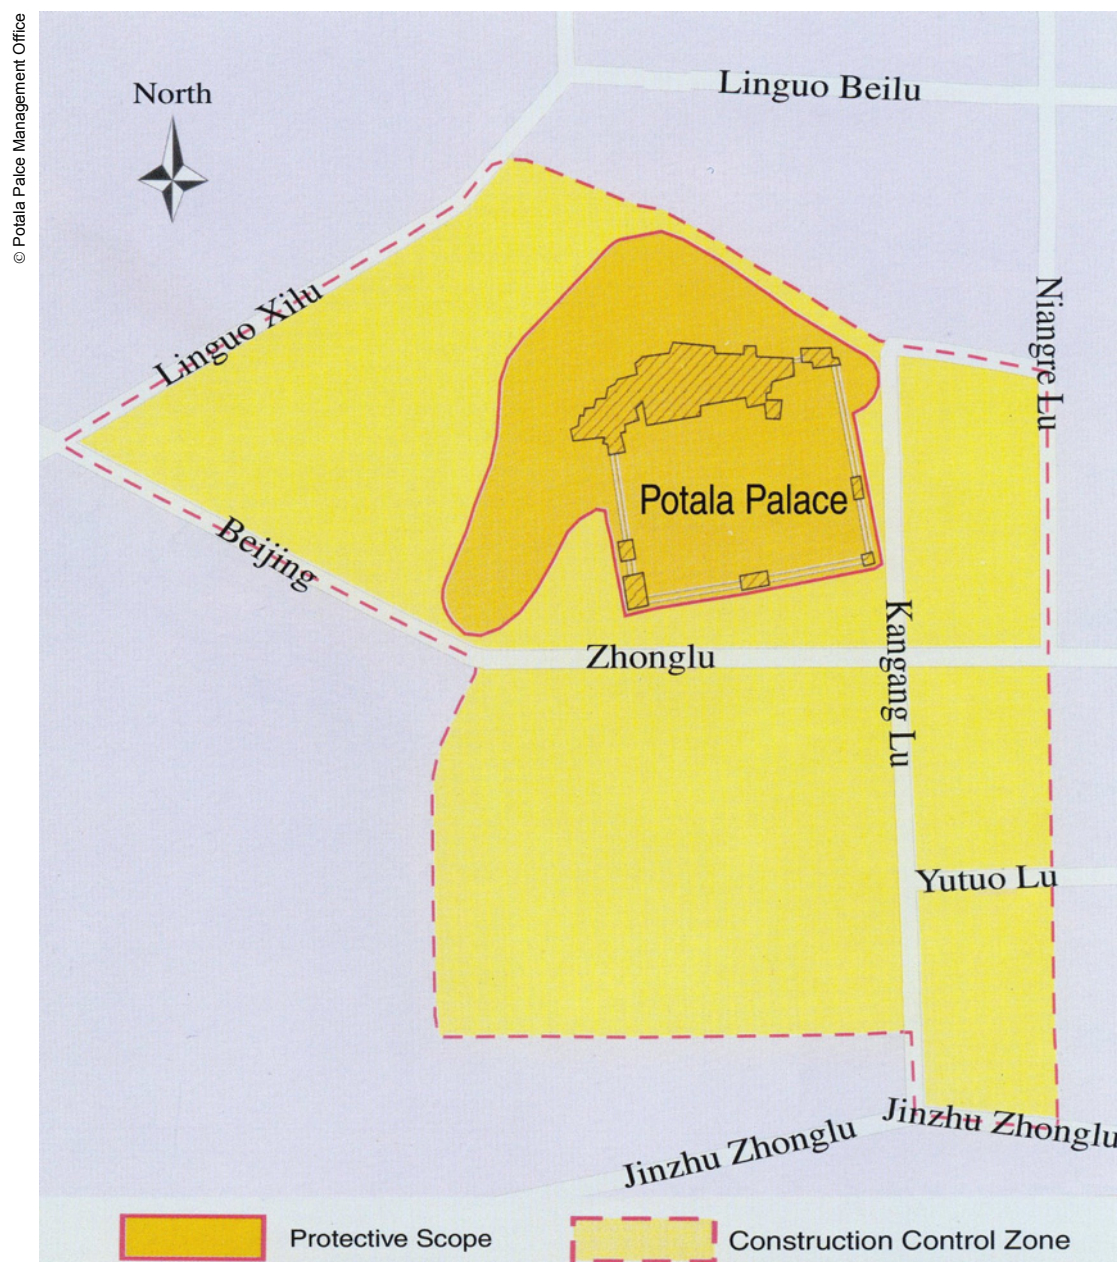 © Potala Palce Management Office
North
Linguo Beilu
Linguo Xilu
Niangre Lu
Potala Palace
Beijing
Zhonglu
Kangang Lu
Yutuo Lu
Jinzhu Zhonglu
Jinzhu Zhonglu
Protective Scope
Construction Control Zone